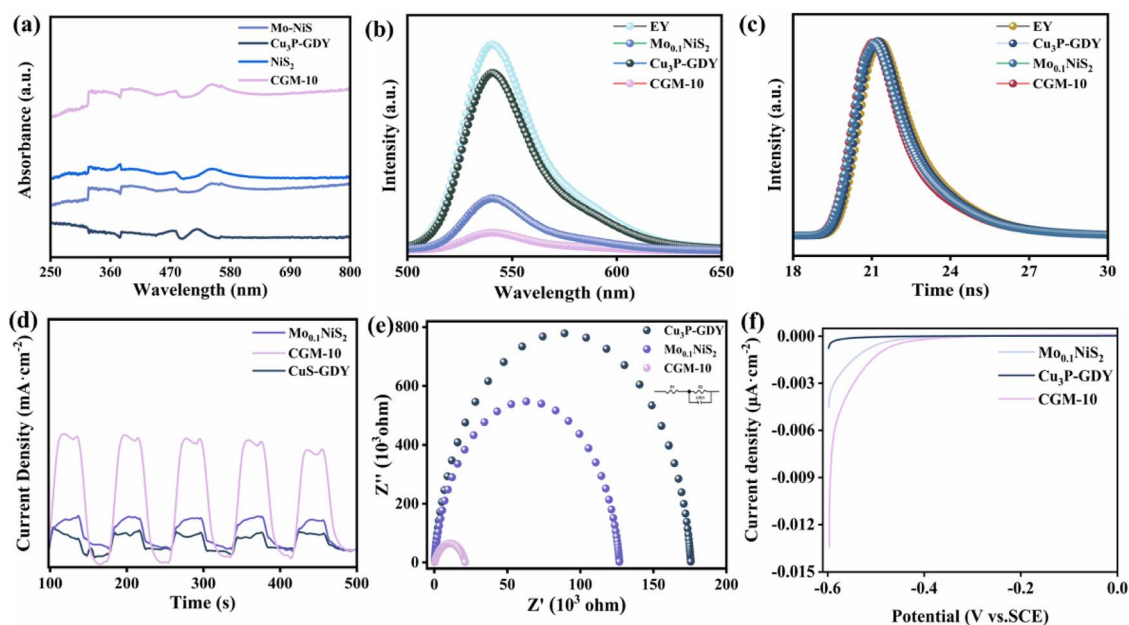 (a)
Mo-NiS
Cu₃P-GDY
NiS₂
CGM-10
Absorbance (a.u.)
250 360 470 580 690 800
Wavelength (nm)
(b)
EY
Mo₀.₁NiS₂
Cu₃P-GDY
CGM-10
Intensity (a.u.)
500 550 600 650
Wavelength (nm)
(c)
EY
Cu₃P-GDY
Mo₀.₁NiS₂
CGM-10
Intensity (a.u.)
18 21 24 27 30
Time (ns)
(d)
Mo₀.₁NiS₂
CGM-10
CuS-GDY
Current Density (mA·cm⁻²)
100 200 300 400 500
Time (s)
(e)
Cu₃P-GDY
Mo₀.₁NiS₂
CGM-10
Z'' (10³ohm)
800
600
400
200
0
0 50 100 150 200
Z' (10³ ohm)
(f)
Mo₀.₁NiS₂
Cu₃P-GDY
CGM-10
Current density (μA·cm⁻²)
0.000
-0.003
-0.006
-0.009
-0.012
-0.015
-0.6 -0.4 -0.2 0.0
Potential (V vs.SCE)